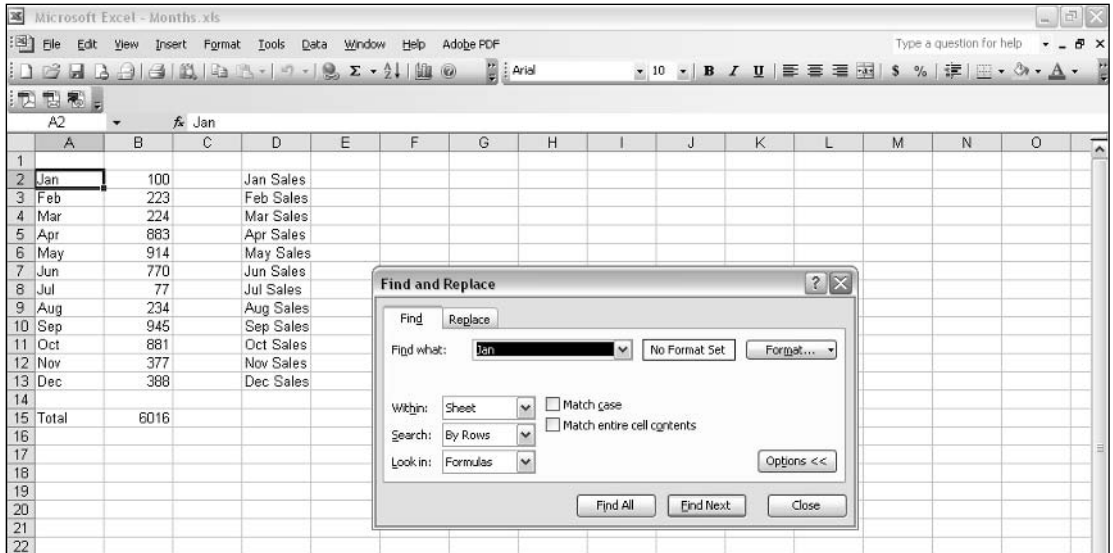 Microsoft Excel - Months.xls
File Edit View Insert Format Tools Data Window Help Adobe PDF Type a question for help
Arial 10 B I U $ %
A2 fx Jan
A B C D E F G H I J K L M N O
1
2 Jan 100 Jan Sales
3 Feb 223 Feb Sales
4 Mar 224 Mar Sales
5 Apr 883 Apr Sales
6 May 914 May Sales
7 Jun 770 Jun Sales
8 Jul 77 Jul Sales
9 Aug 234 Aug Sales
10 Sep 945 Sep Sales
11 Oct 881 Oct Sales
12 Nov 377 Nov Sales
13 Dec 388 Dec Sales
14
15 Total 6016
16
17
18
19
20
21
22
Find and Replace
Find Replace
Find what: Jan No Format Set Format...
Within: Sheet Match case
Search: By Rows Match entire cell contents
Look in: Formulas Options <<
Find All Find Next Close